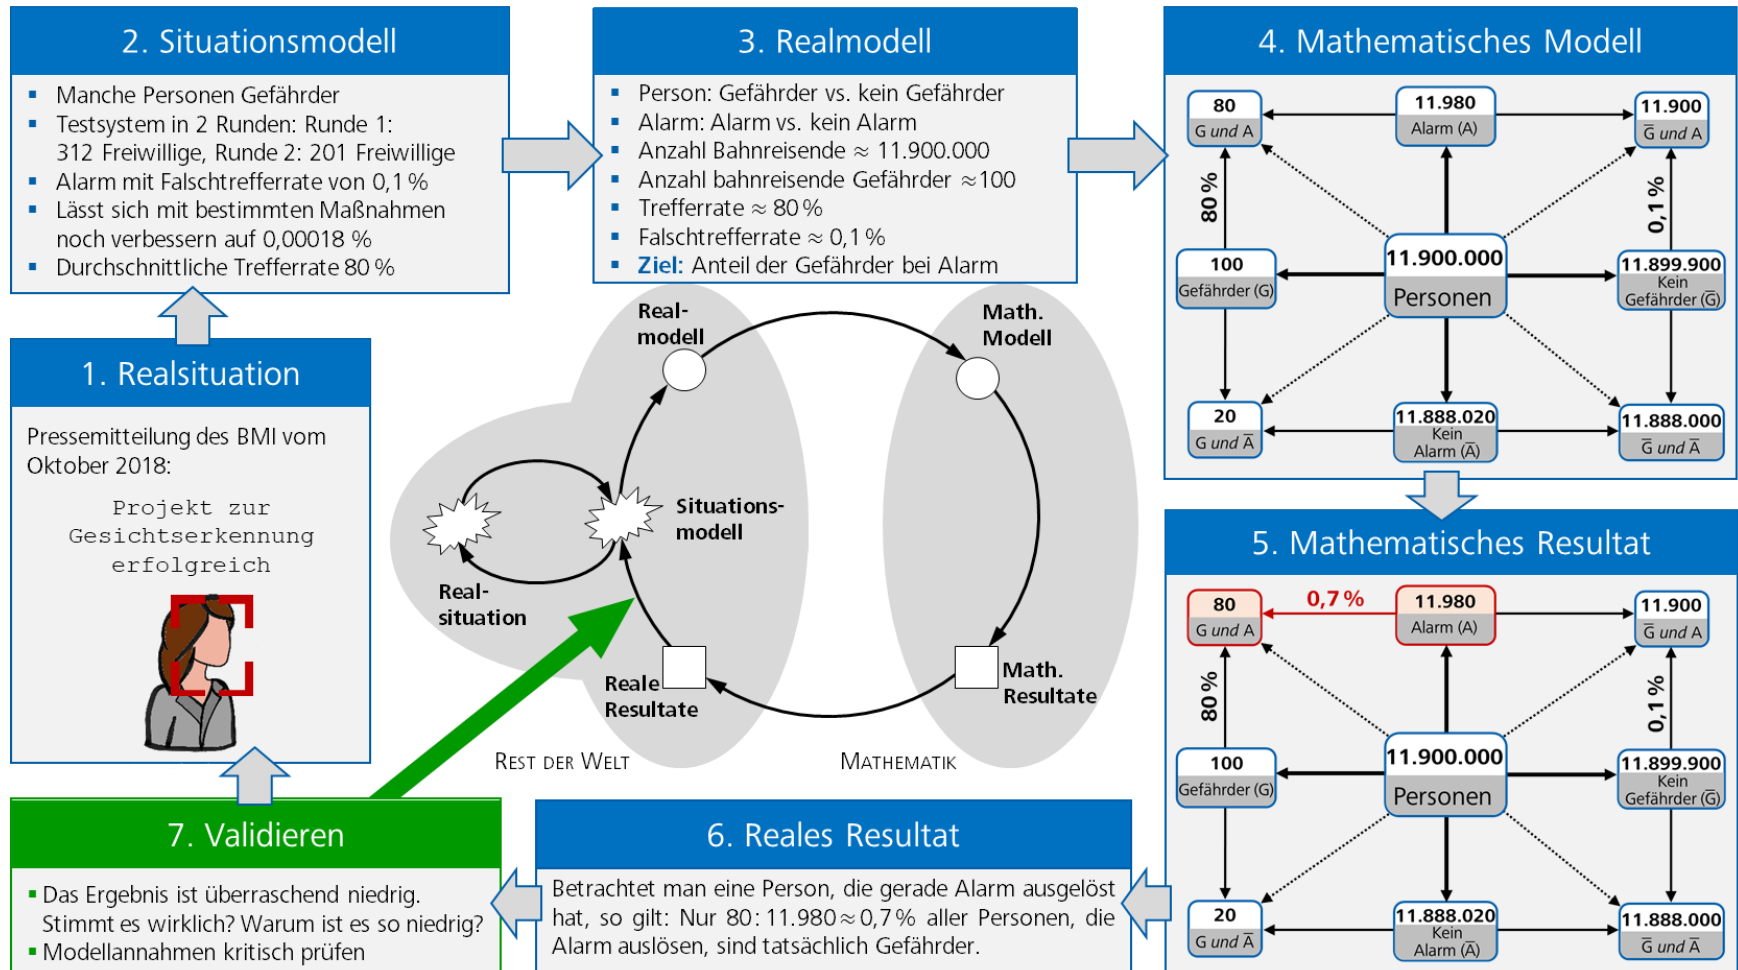 2. Situationsmodell
▪ Manche Personen Gefährder
▪ Testsystem in 2 Runden: Runde 1:
312 Freiwillige, Runde 2: 201 Freiwillige
▪ Alarm mit Falschtrefferrate von 0,1 %
▪ Lässt sich mit bestimmten Maßnahmen
noch verbessern auf 0,00018 %
▪ Durchschnittliche Trefferrate 80 %
3. Realmodell
▪ Person: Gefährder vs. kein Gefährder
▪ Alarm: Alarm vs. kein Alarm
▪ Anzahl Bahnreisende ≈ 11.900.000
▪ Anzahl bahnreisende Gefährder ≈100
▪ Trefferrate ≈ 80 %
▪ Falschtrefferrate ≈ 0,1 %
▪ Ziel: Anteil der Gefährder bei Alarm
4. Mathematisches Modell
80
G und A
11.980
Alarm (A)
11.900
G̅ und A
80 %
0,1 %
100
Gefährder (G)
11.900.000
Personen
11.899.900
Kein
Gefährder (G̅)
20
G und A̅
11.888.020
Kein
Alarm (A̅)
11.888.000
G̅ und A̅
1. Realsituation
Pressemitteilung des BMI vom
Oktober 2018:
Projekt zur
Gesichtserkennung
erfolgreich
Real-
modell
Math.
Modell
Situations-
modell
Real-
situation
Reale
Resultate
Math.
Resultate
REST DER WELT
MATHEMATIK
5. Mathematisches Resultat
80
G und A
0,7 %
11.980
Alarm (A)
11.900
G̅ und A
80 %
0,1 %
100
Gefährder (G)
11.900.000
Personen
11.899.900
Kein
Gefährder (G̅)
20
G und A̅
11.888.020
Kein
Alarm (A̅)
11.888.000
G̅ und A̅
6. Reales Resultat
Betrachtet man eine Person, die gerade Alarm ausgelöst
hat, so gilt: Nur 80 : 11.980 ≈ 0,7 % aller Personen, die
Alarm auslösen, sind tatsächlich Gefährder.
7. Validieren
▪ Das Ergebnis ist überraschend niedrig.
Stimmt es wirklich? Warum ist es so niedrig?
▪ Modellannahmen kritisch prüfen